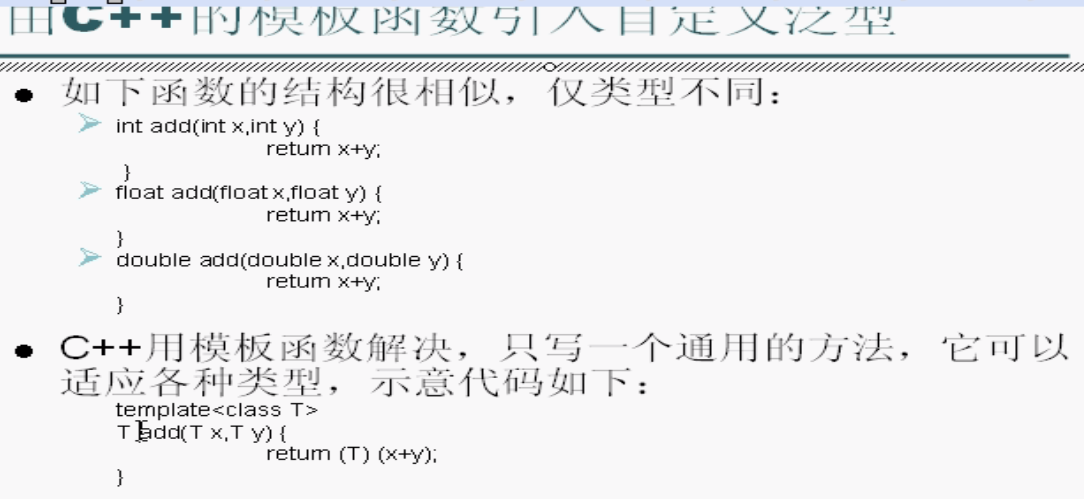 由C++的模板函数引入自定义泛型
● 如下函数的结构很相似，仅类型不同：
➢ int add(int x,int y) {
return x+y;
}
➢ float add(float x,float y) {
return x+y;
}
➢ double add(double x,double y) {
return x+y;
}
● C++用模板函数解决，只写一个通用的方法，它可以
适应各种类型，示意代码如下：
template<class T>
T add(T x,T y) {
return (T) (x+y);
}